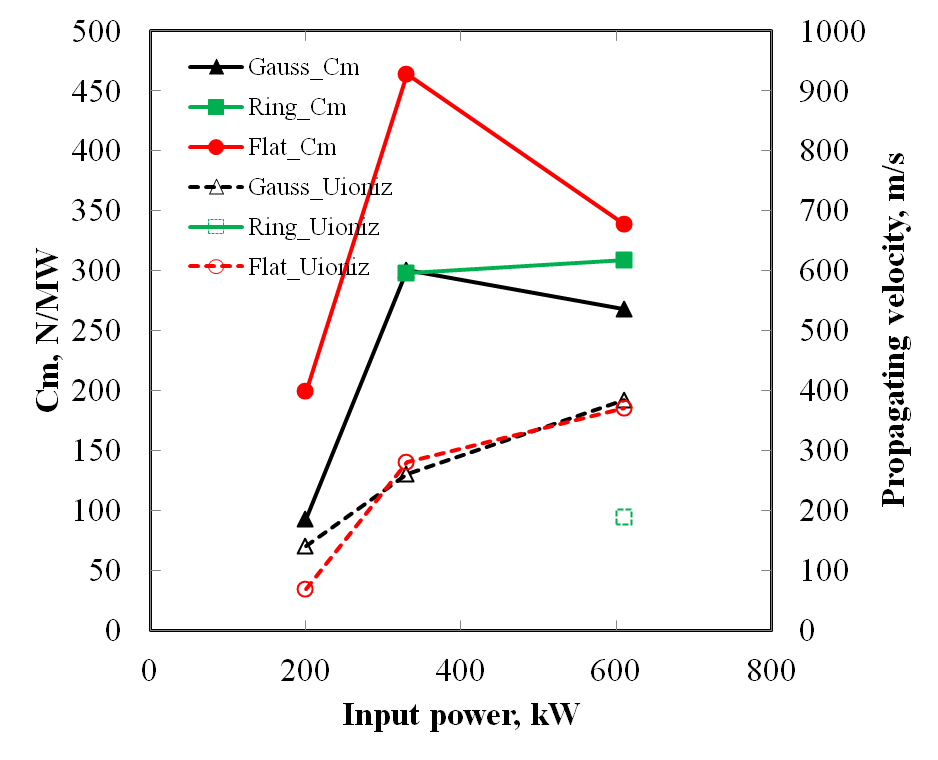 500
450
400
350
300
250
200
150
100
50
0
Cm, N/MW
Gauss_Cm
Ring_Cm
Flat_Cm
Gauss_Uioniz
Ring_Uioniz
Flat_Uioniz
1000
900
800
700
600
500
400
300
200
100
0
Propagating velocity, m/s
0 200 400 600 800
Input power, kW